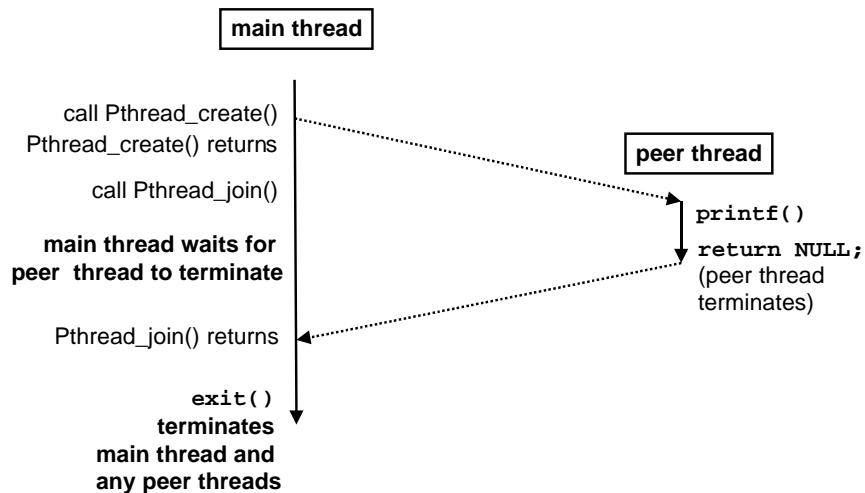 main thread
call Pthread_create()
Pthread_create() returns
call Pthread_join()
main thread waits for
peer thread to terminate
Pthread_join() returns
exit()
terminates
main thread and
any peer threads
peer thread
printf()
return NULL;
(peer thread
terminates)